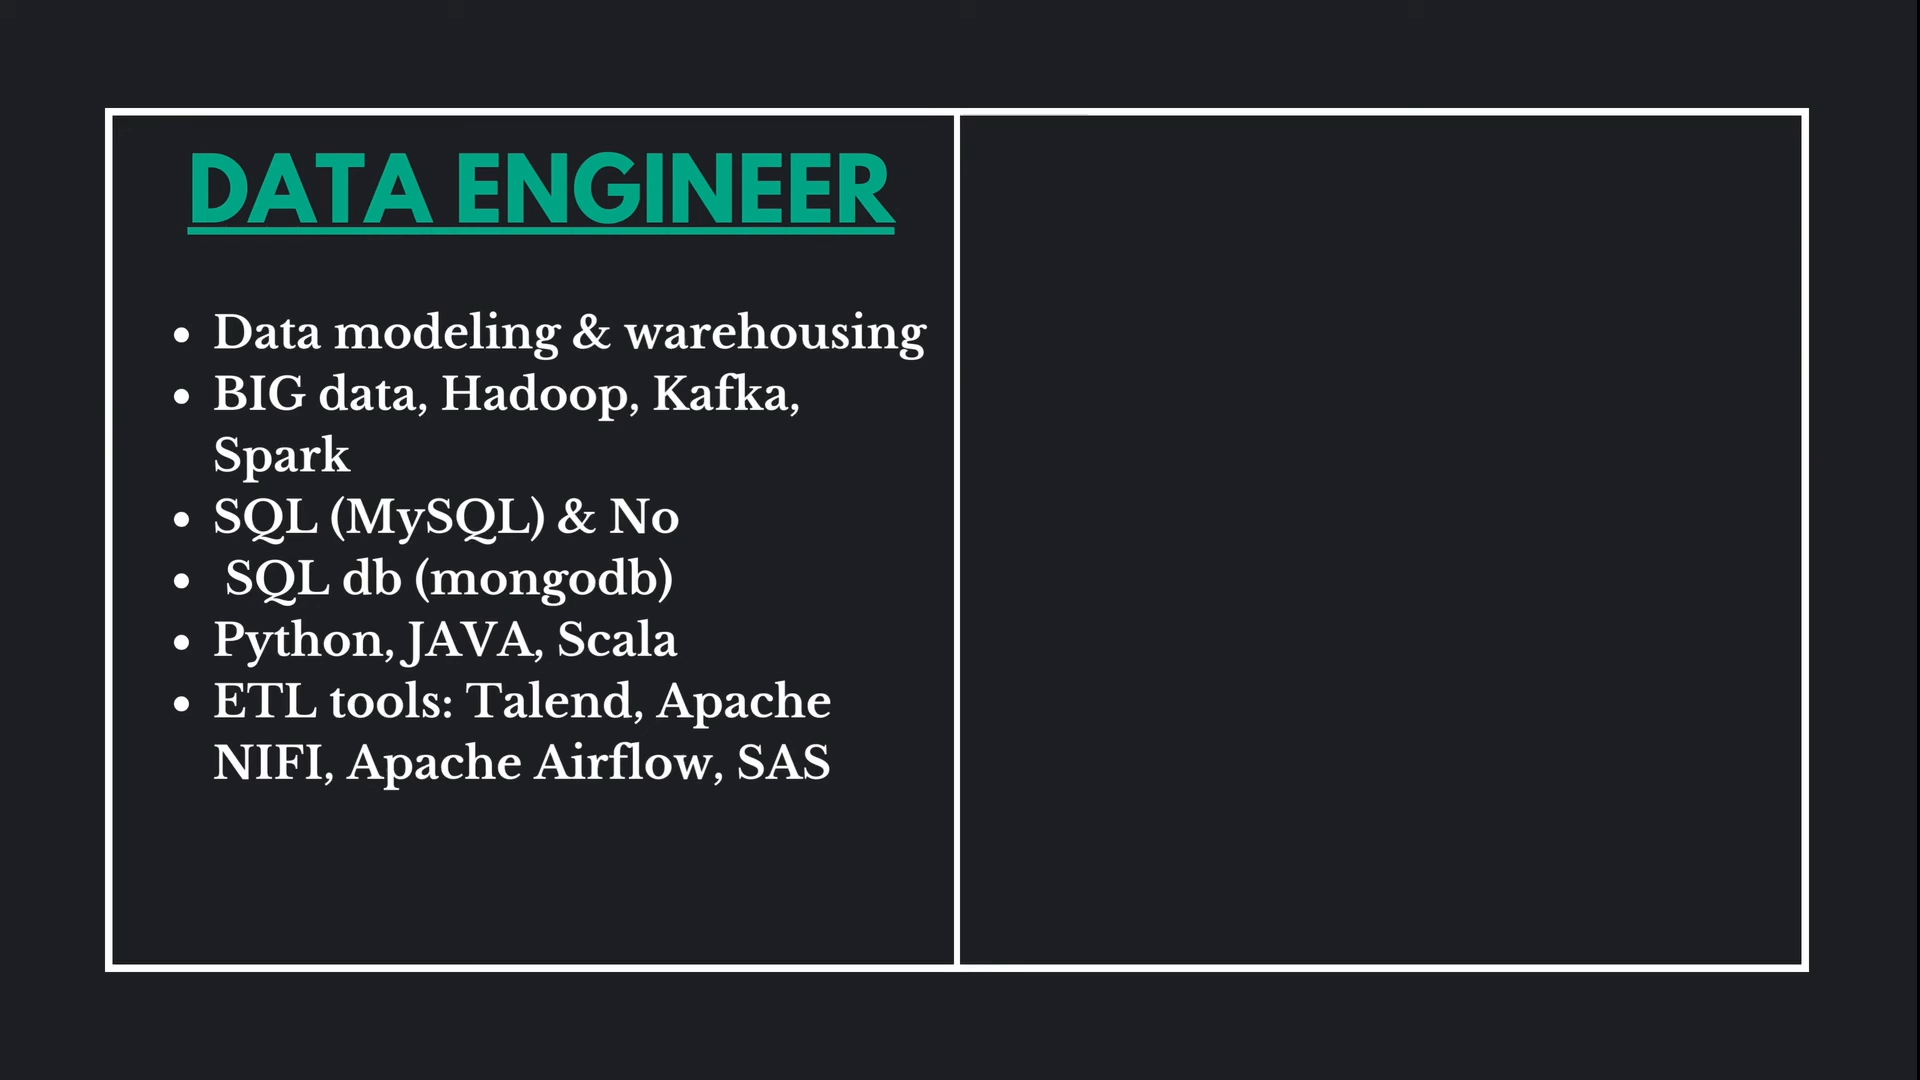 DATA ENGINEER
• Data modeling & warehousing
• BIG data, Hadoop, Kafka,
Spark
• SQL (MySQL) & No
• SQL db (mongodb)
• Python, JAVA, Scala
• ETL tools: Talend, Apache
NIFI, Apache Airflow, SAS